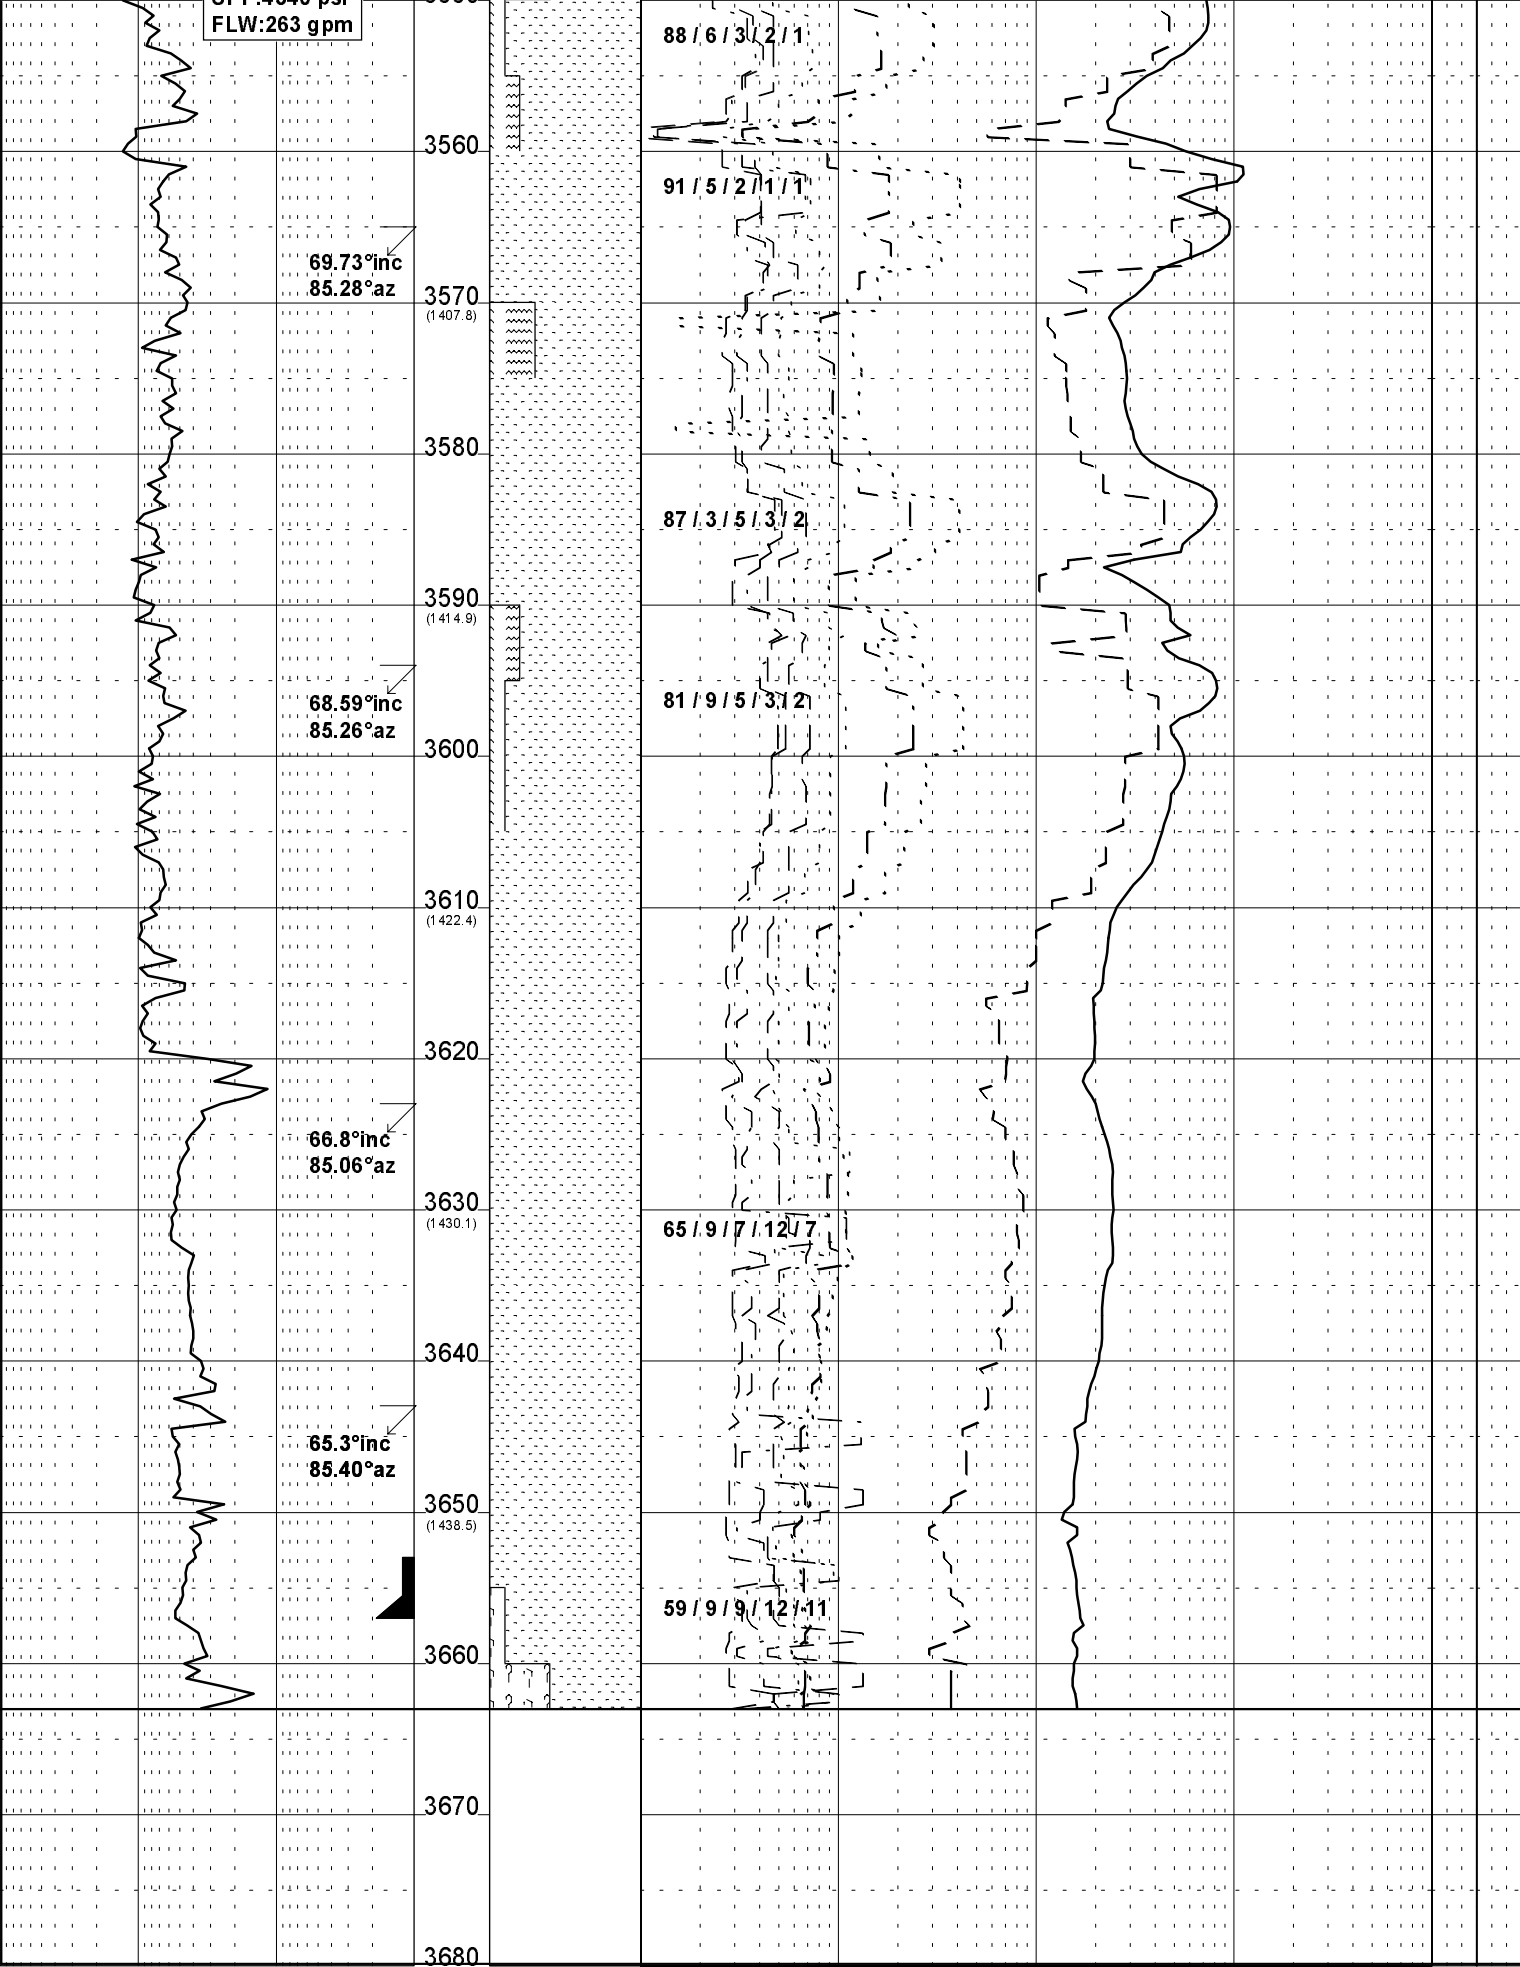 FLW:263 gpm
88 / 6 / 3 / 2 / 1
3560
91 / 5 / 2 / 1 / 1
69.73°inc
85.28°az
3570
(1407.8)
3580
87 / 3 / 5 / 3 / 2
3590
(1414.9)
68.59°inc
85.26°az
81 / 9 / 5 / 3 / 2
3600
3610
(1422.4)
3620
66.8°inc
85.06°az
3630
(1430.1)
65 / 9 / 7 / 12 / 7
3640
65.3°inc
85.40°az
3650
(1438.5)
59 / 9 / 9 / 12 / 11
3660
3670
3680